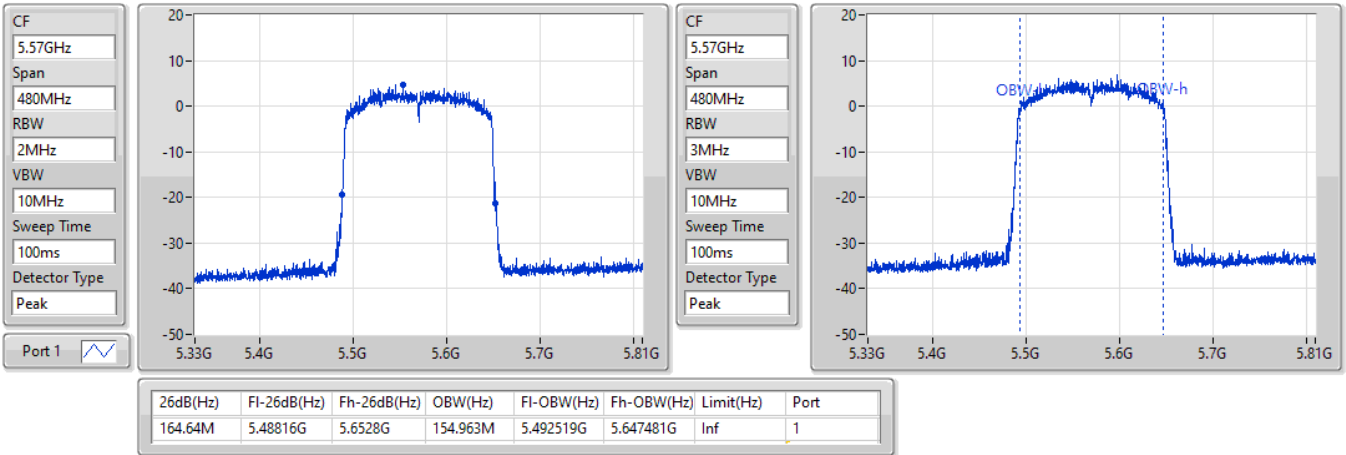 CF
5.57GHz
Span
480MHz
RBW
2MHz
VBW
10MHz
Sweep Time
100ms
Detector Type
Peak
Port 1
20
10
0
-10
-20
-30
-40
-50
5.33G 5.4G 5.5G 5.6G 5.7G 5.81G
CF
5.57GHz
Span
480MHz
RBW
3MHz
VBW
10MHz
Sweep Time
100ms
Detector Type
Peak
20
10
0
-10
-20
-30
-40
-50
OBW-h
5.33G 5.4G 5.5G 5.6G 5.7G 5.81G
26dB(Hz) Fl-26dB(Hz) Fh-26dB(Hz) OBW(Hz) Fl-OBW(Hz) Fh-OBW(Hz) Limit(Hz) Port
164.64M 5.48816G 5.6528G 154.963M 5.492519G 5.647481G Inf 1